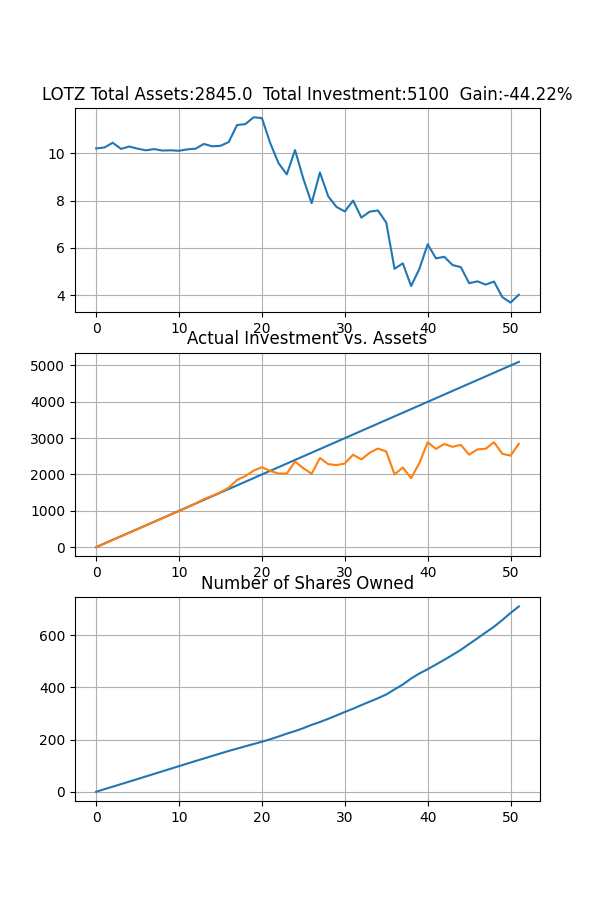 LOTZ Total Assets:2845.0  Total Investment:5100  Gain:-44.22%
10
8
6
4
0 10 20 30 40 50
Actual Investment vs. Assets
5000
4000
3000
2000
1000
0
0 10 20 30 40 50
Number of Shares Owned
600
400
200
0
0 10 20 30 40 50